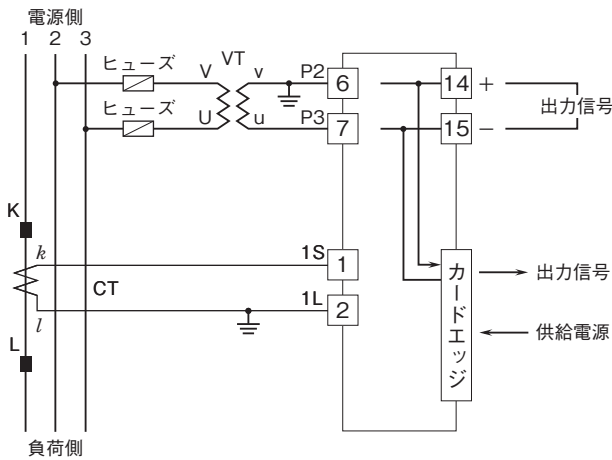 電源側
1 2 3
ヒューズ
VT
V v P2 6 14 +
ヒューズ
U u P3 7 15 −
出力信号
K
k 1S 1
CT
l 1L 2
L
カードエッジ
出力信号
供給電源
負荷側